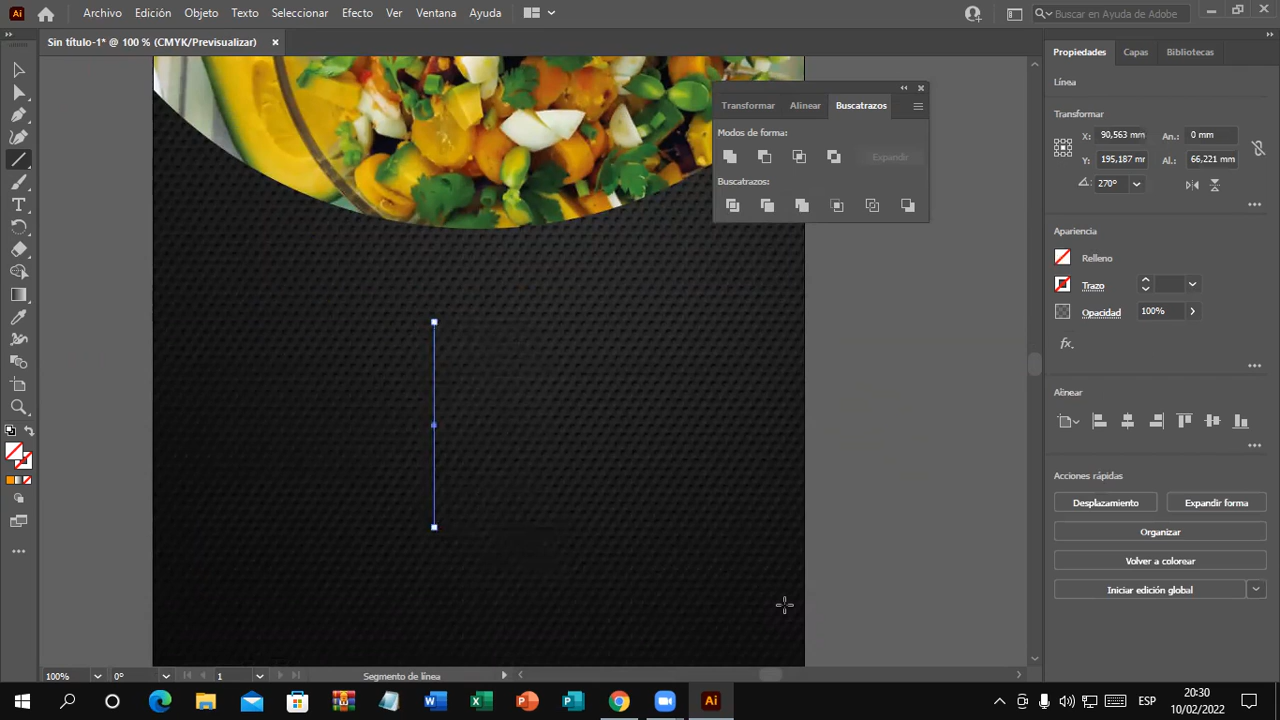 Ai Archivo Edición Objeto Texto Seleccionar Efecto Ver Ventana Ayuda Buscar en Ayuda de Adobe
Sin título-1* @ 100 % (CMYK/Previsualizar)
Propiedades Capas Bibliotecas
Línea
Transformar Alinear Buscatrazos
Transformar
Modos de forma:
X: 90,563 mm An.: 0 mm
Expandir
Y: 195,187 mm Al.: 66,221 mm
Buscatrazos:
270°
Apariencia
Relleno
Trazo
Opacidad 100%
fx.
Alinear
Acciones rápidas
Desplazamiento Expandir forma
Organizar
Volver a colorear
Iniciar edición global
100% 0° 1 Segmento de línea
ESP 20:30
10/02/2022